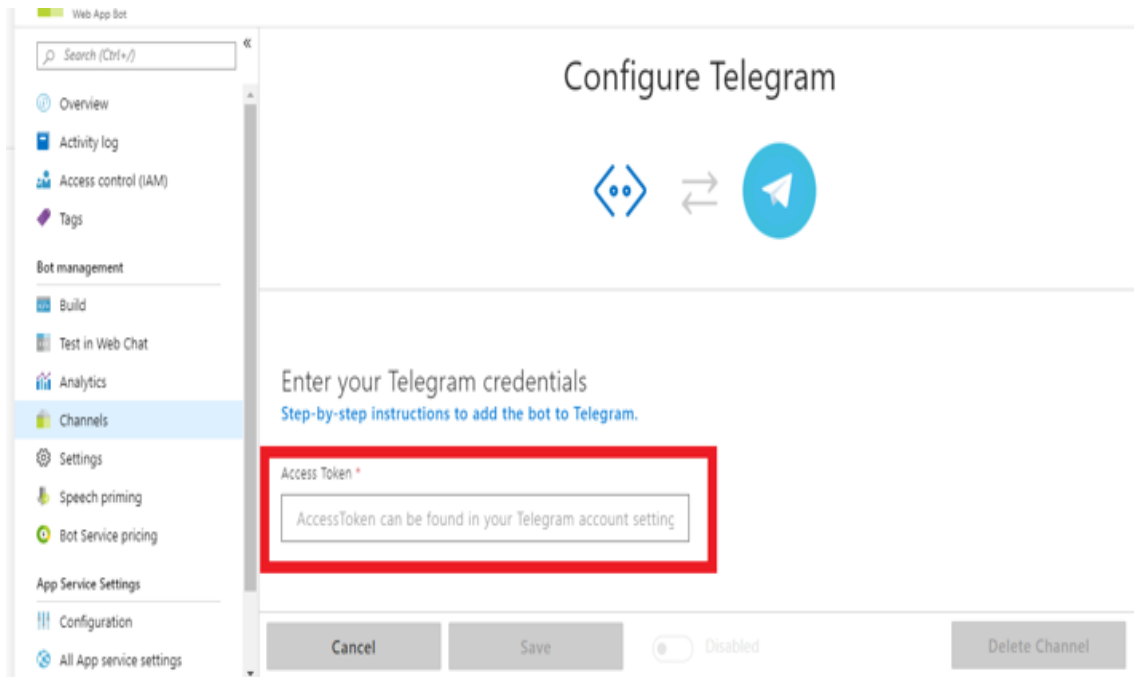 Web App Bot
Search (Ctrl+/)
«
Overview
Activity log
Access control (IAM)
Tags
Bot management
Build
Test in Web Chat
Analytics
Channels
Settings
Speech priming
Bot Service pricing
App Service Settings
Configuration
All App service settings
Configure Telegram
Enter your Telegram credentials
Step-by-step instructions to add the bot to Telegram.
Access Token *
AccessToken can be found in your Telegram account setting
Cancel
Save
Disabled
Delete Channel